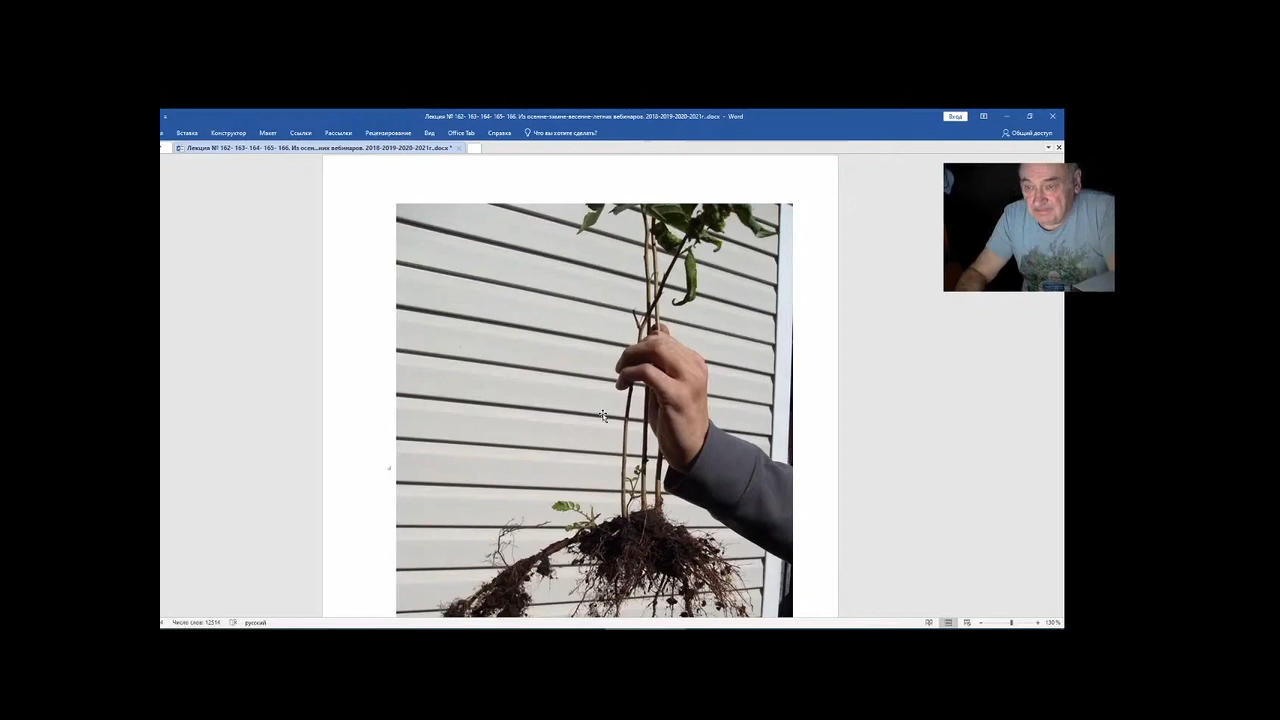 Лекция № 162- 163- 164- 165- 166. Из осенне-зимне-весенне-летних вебинаров. 2018-2019-2020-2021г..docx - Word
Вход
Вставка Конструктор Макет Ссылки Рассылки Рецензирование Вид Office Tab Справка Что вы хотите сделать? Общий доступ
Лекция № 162- 163- 164- 165- 166. Из осен...них вебинаров. 2018-2019-2020-2021г..docx *
Число слов: 12514 русский 130 %